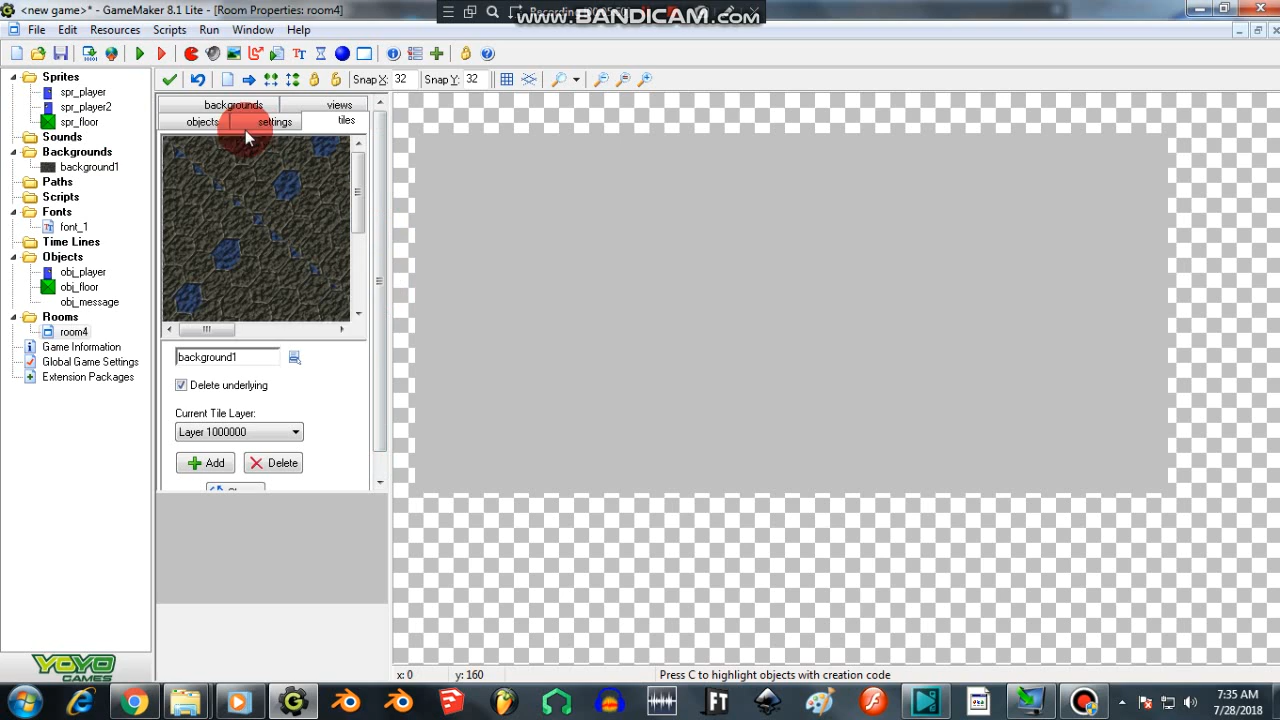 <new game>* - GameMaker 8.1 Lite - [Room Properties: room4]
www.BANDICAM.com
File Edit Resources Scripts Run Window Help
Snap X: 32 Snap Y: 32
Sprites
spr_player
spr_player2
spr_floor
Sounds
Backgrounds
background1
Paths
Scripts
Fonts
font_1
Time Lines
Objects
obj_player
obj_floor
obj_message
Rooms
room4
Game Information
Global Game Settings
Extension Packages
YOYO
GAMES
backgrounds views
objects settings tiles
background1
Delete underlying
Current Tile Layer:
Layer 1000000
Add Delete
x: 0 y: 160 Press C to highlight objects with creation code
7:35 AM
7/28/2018